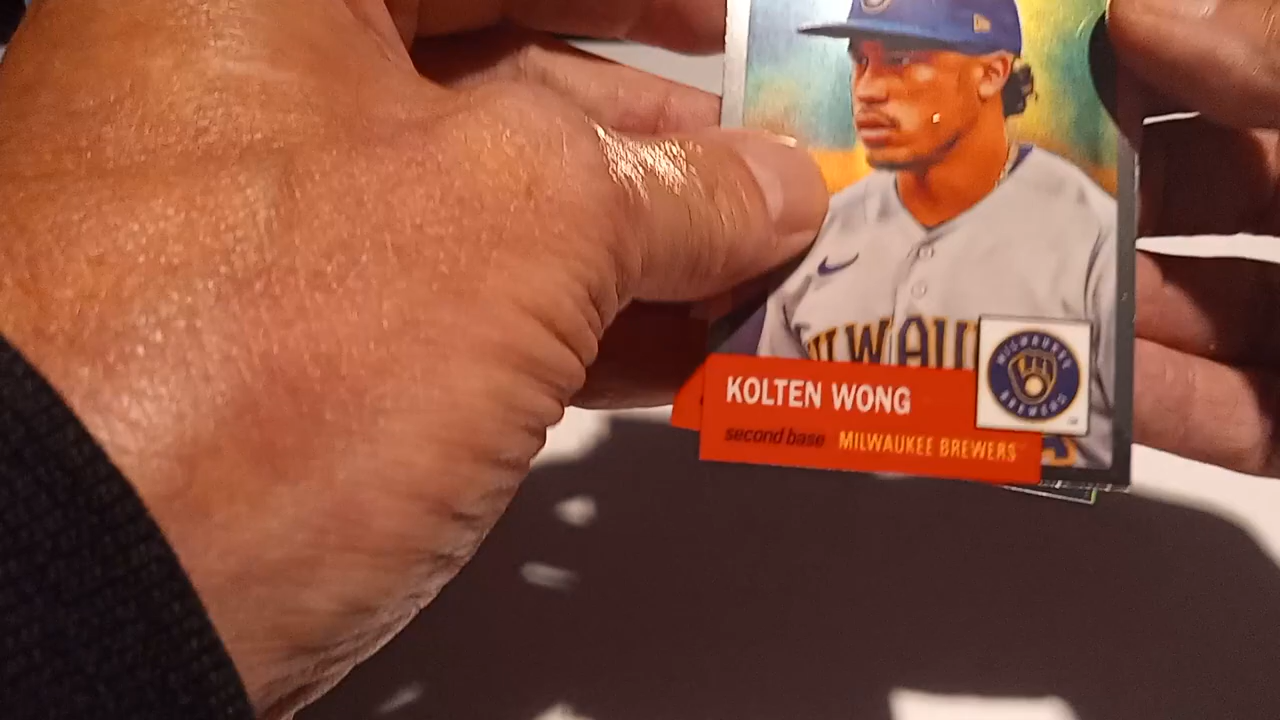 MILWAU
KOLTEN WONG
second base MILWAUKEE BREWERS
MILWAUKEE
BREWERS